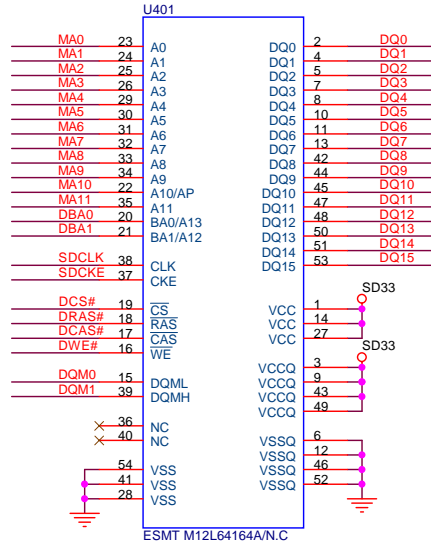 U401
MA0 23 A0 DQ0 2 DQ0
MA1 24 A1 DQ1 4 DQ1
MA2 25 A2 DQ2 5 DQ2
MA3 26 A3 DQ3 7 DQ3
MA4 29 A4 DQ4 8 DQ4
MA5 30 A5 DQ5 10 DQ5
MA6 31 A6 DQ6 11 DQ6
MA7 32 A7 DQ7 13 DQ7
MA8 33 A8 DQ8 42 DQ8
MA9 34 A9 DQ9 44 DQ9
MA10 22 A10/AP DQ10 45 DQ10
MA11 35 A11 DQ11 47 DQ11
DBA0 20 BA0/A13 DQ12 48 DQ12
DBA1 21 BA1/A12 DQ13 50 DQ13
DQ14 51 DQ14
SDCLK 38 CLK DQ15 53 DQ15
SDCKE 37 CKE
SD33
DCS# 19 CS VCC 1
DRAS# 18 RAS VCC 14
DCAS# 17 CAS VCC 27
DWE# 16 WE
SD33
DQM0 15 DQML VCCQ 3
DQM1 39 DQMH VCCQ 9
VCCQ 43
36 NC VCCQ 49
40 NC VSSQ 6
VSSQ 12
54 VSS VSSQ 46
41 VSS VSSQ 52
28 VSS
ESMT M12L64164A/N.C